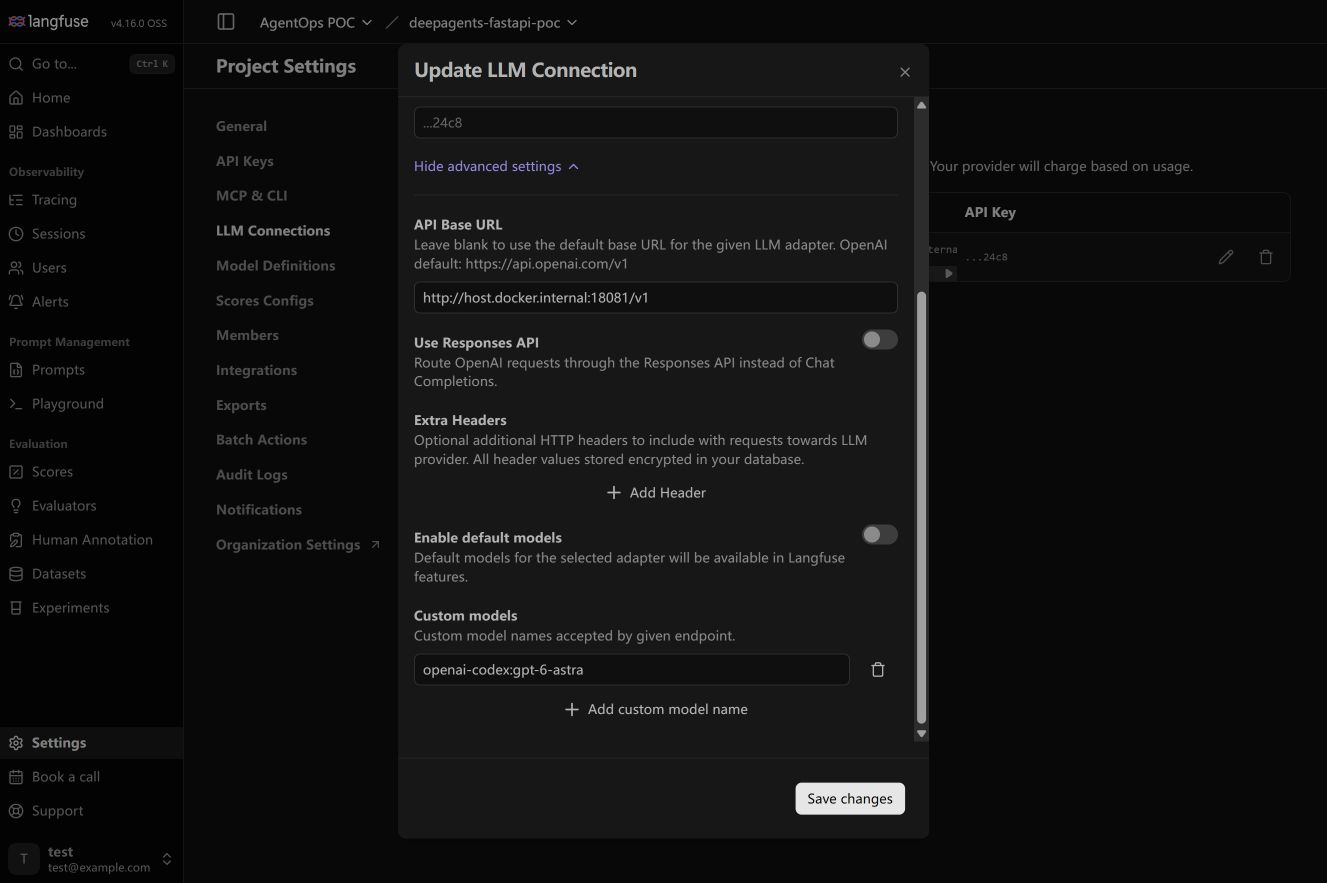 langfuse
v4.16.0 OSS
AgentOps POC
deepagents-fastapi-poc
Go to...
Ctrl K
Home
Dashboards
Observability
Tracing
Sessions
Users
Alerts
Prompt Management
Prompts
Playground
Evaluation
Scores
Evaluators
Human Annotation
Datasets
Experiments
Settings
Book a call
Support
T
test
test@example.com
Project Settings
General
API Keys
MCP & CLI
LLM Connections
Model Definitions
Scores Configs
Members
Integrations
Exports
Batch Actions
Audit Logs
Notifications
Organization Settings
Update LLM Connection
...24c8
Hide advanced settings
API Base URL
Leave blank to use the default base URL for the given LLM adapter. OpenAI
default: https://api.openai.com/v1
http://host.docker.internal:18081/v1
Use Responses API
Route OpenAI requests through the Responses API instead of Chat
Completions.
Extra Headers
Optional additional HTTP headers to include with requests towards LLM
provider. All header values stored encrypted in your database.
Add Header
Enable default models
Default models for the selected adapter will be available in Langfuse
features.
Custom models
Custom model names accepted by given endpoint.
openai-codex:gpt-6-astra
Add custom model name
Save changes
Your provider will charge based on usage.
API Key
terna
...24c8